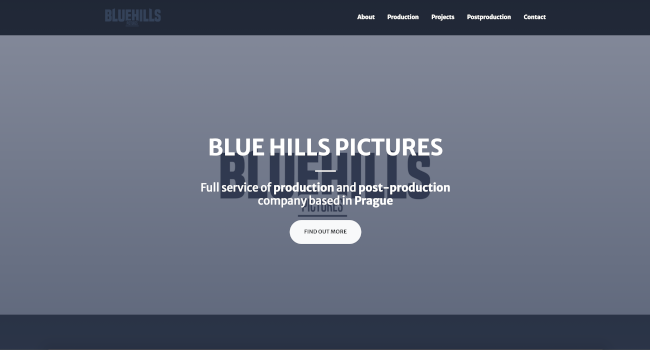 BLUEHILLS
About Production Projects Postproduction Contact
BLUE HILLS PICTURES
BLUEHILLS
Full service of production and post-production
company based in Prague
PICTURES
FIND OUT MORE